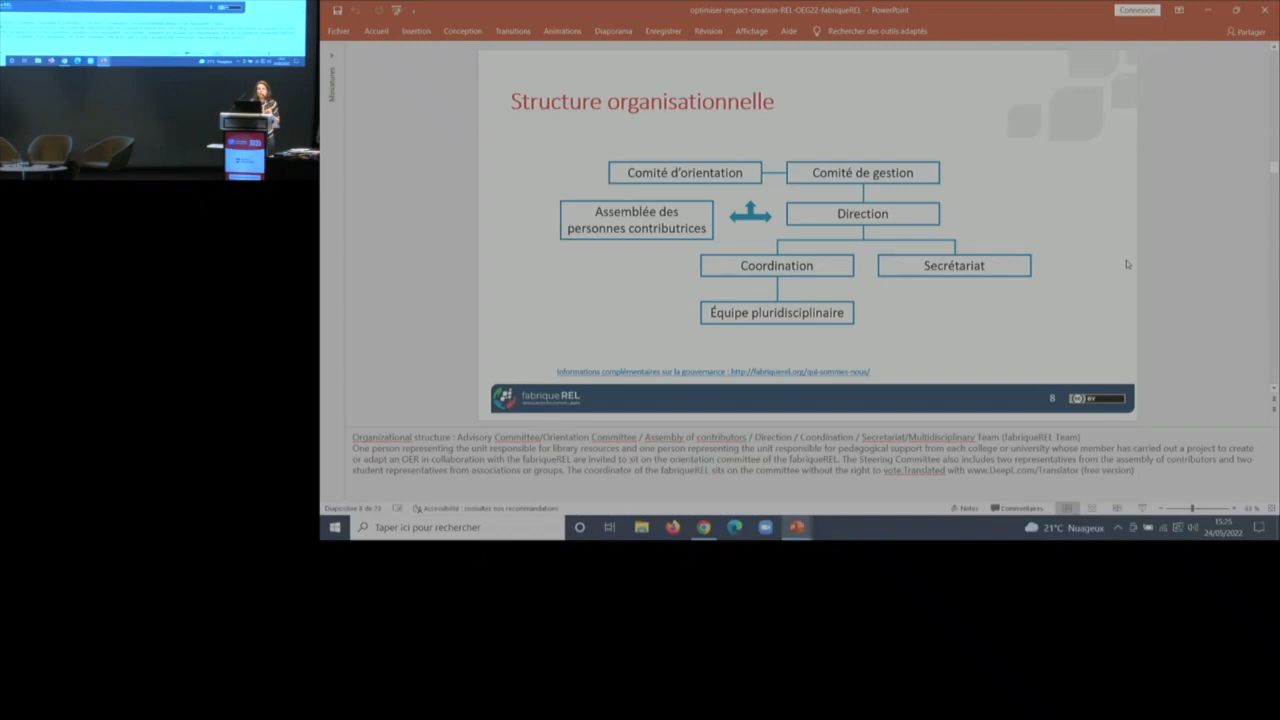 optimiser-impact-creation-REL-OEG22-fabriqueREL - PowerPoint
Connexion
Fichier Accueil Insertion Conception Transitions Animations Diaporama Enregistrer Révision Affichage Aide Rechercher des outils adaptés Partager
Miniatures
Structure organisationnelle
Comité d'orientation
Comité de gestion
Assemblée des
personnes contributrices
Direction
Coordination
Secrétariat
Équipe pluridisciplinaire
Informations complémentaires sur la gouvernance : http://fabriquerel.org/qui-sommes-nous/
fabriqueREL
8
BY
Organizational structure : Advisory Committee/Orientation Committee / Assembly of contributors / Direction / Coordination / Secretariat/Multidisciplinary Team (fabriqueREL Team)
One person representing the unit responsible for library resources and one person representing the unit responsible for pedagogical support from each college or university whose member has carried out a project to create
or adapt an OER in collaboration with the fabriqueREL are invited to sit on the orientation committee of the fabriqueREL. The Steering Committee also includes two representatives from the assembly of contributors and two
student representatives from associations or groups. The coordinator of the fabriqueREL sits on the committee without the right to vote.Translated with www.DeepL.com/Translator (free version)
Diapositive 8 de 23 Accessibilité : consultez nos recommandations Notes Commentaires 83 %
Taper ici pour rechercher
21°C Nuageux
15:25
24/05/2022